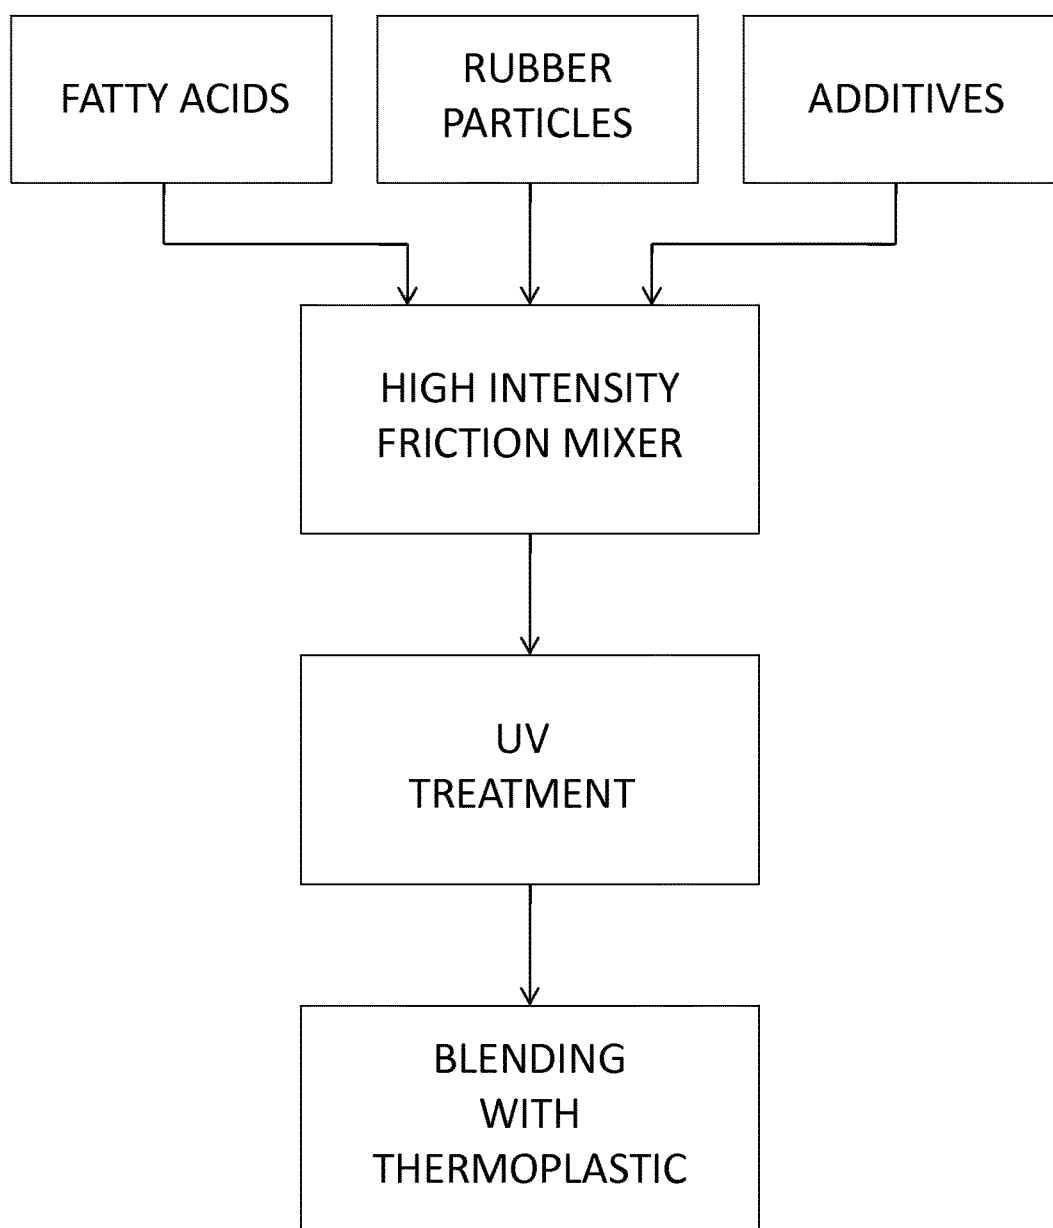 FATTY ACIDS
RUBBER
PARTICLES
ADDITIVES
HIGH INTENSITY
FRICTION MIXER
UV
TREATMENT
BLENDING
WITH
THERMOPLASTIC